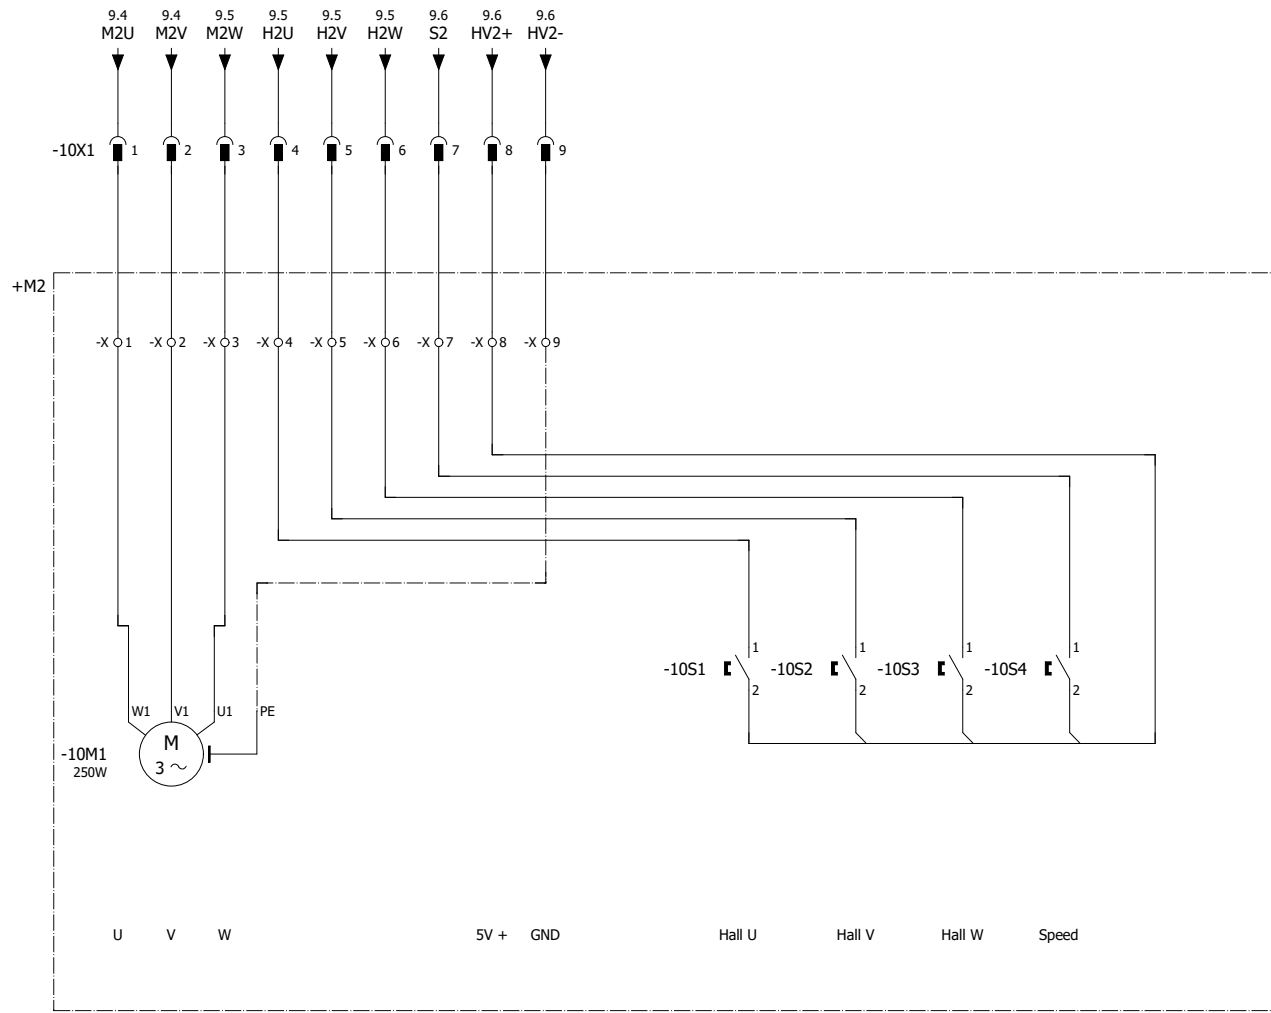 9.4 9.4 9.5 9.5 9.5 9.5 9.6 9.6 9.6
M2U M2V M2W H2U H2V H2W S2 HV2+ HV2-
-10X1 1 2 3 4 5 6 7 8 9
+M2
-X 1 -X 2 -X 3 -X 4 -X 5 -X 6 -X 7 -X 8 -X 9
1 1 1 1
-10S1 -10S2 -10S3 -10S4
2 2 2 2
W1 V1 U1 PE
M
-10M1
3 ~
250W
U V W 5V + GND Hall U Hall V Hall W Speed